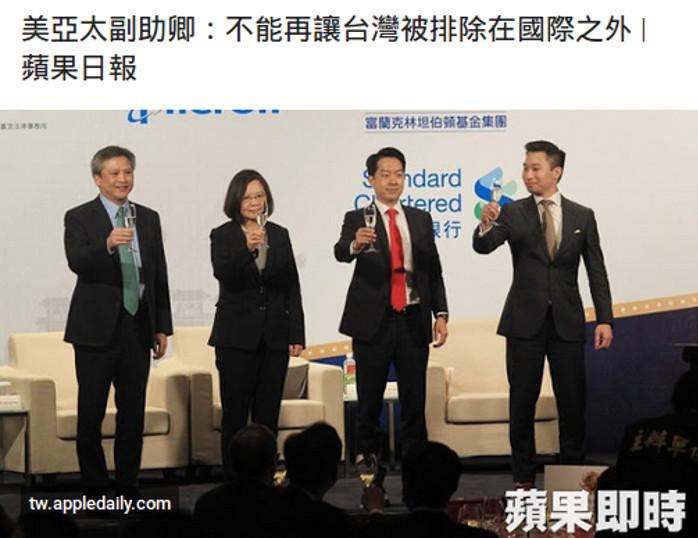 美亞太副助卿：不能再讓台灣被排除在國際之外 |
蘋果日報
富蘭克林坦伯頓基金集團
Standard
Chartered
銀行
tw.appledaily.com
蘋果即時